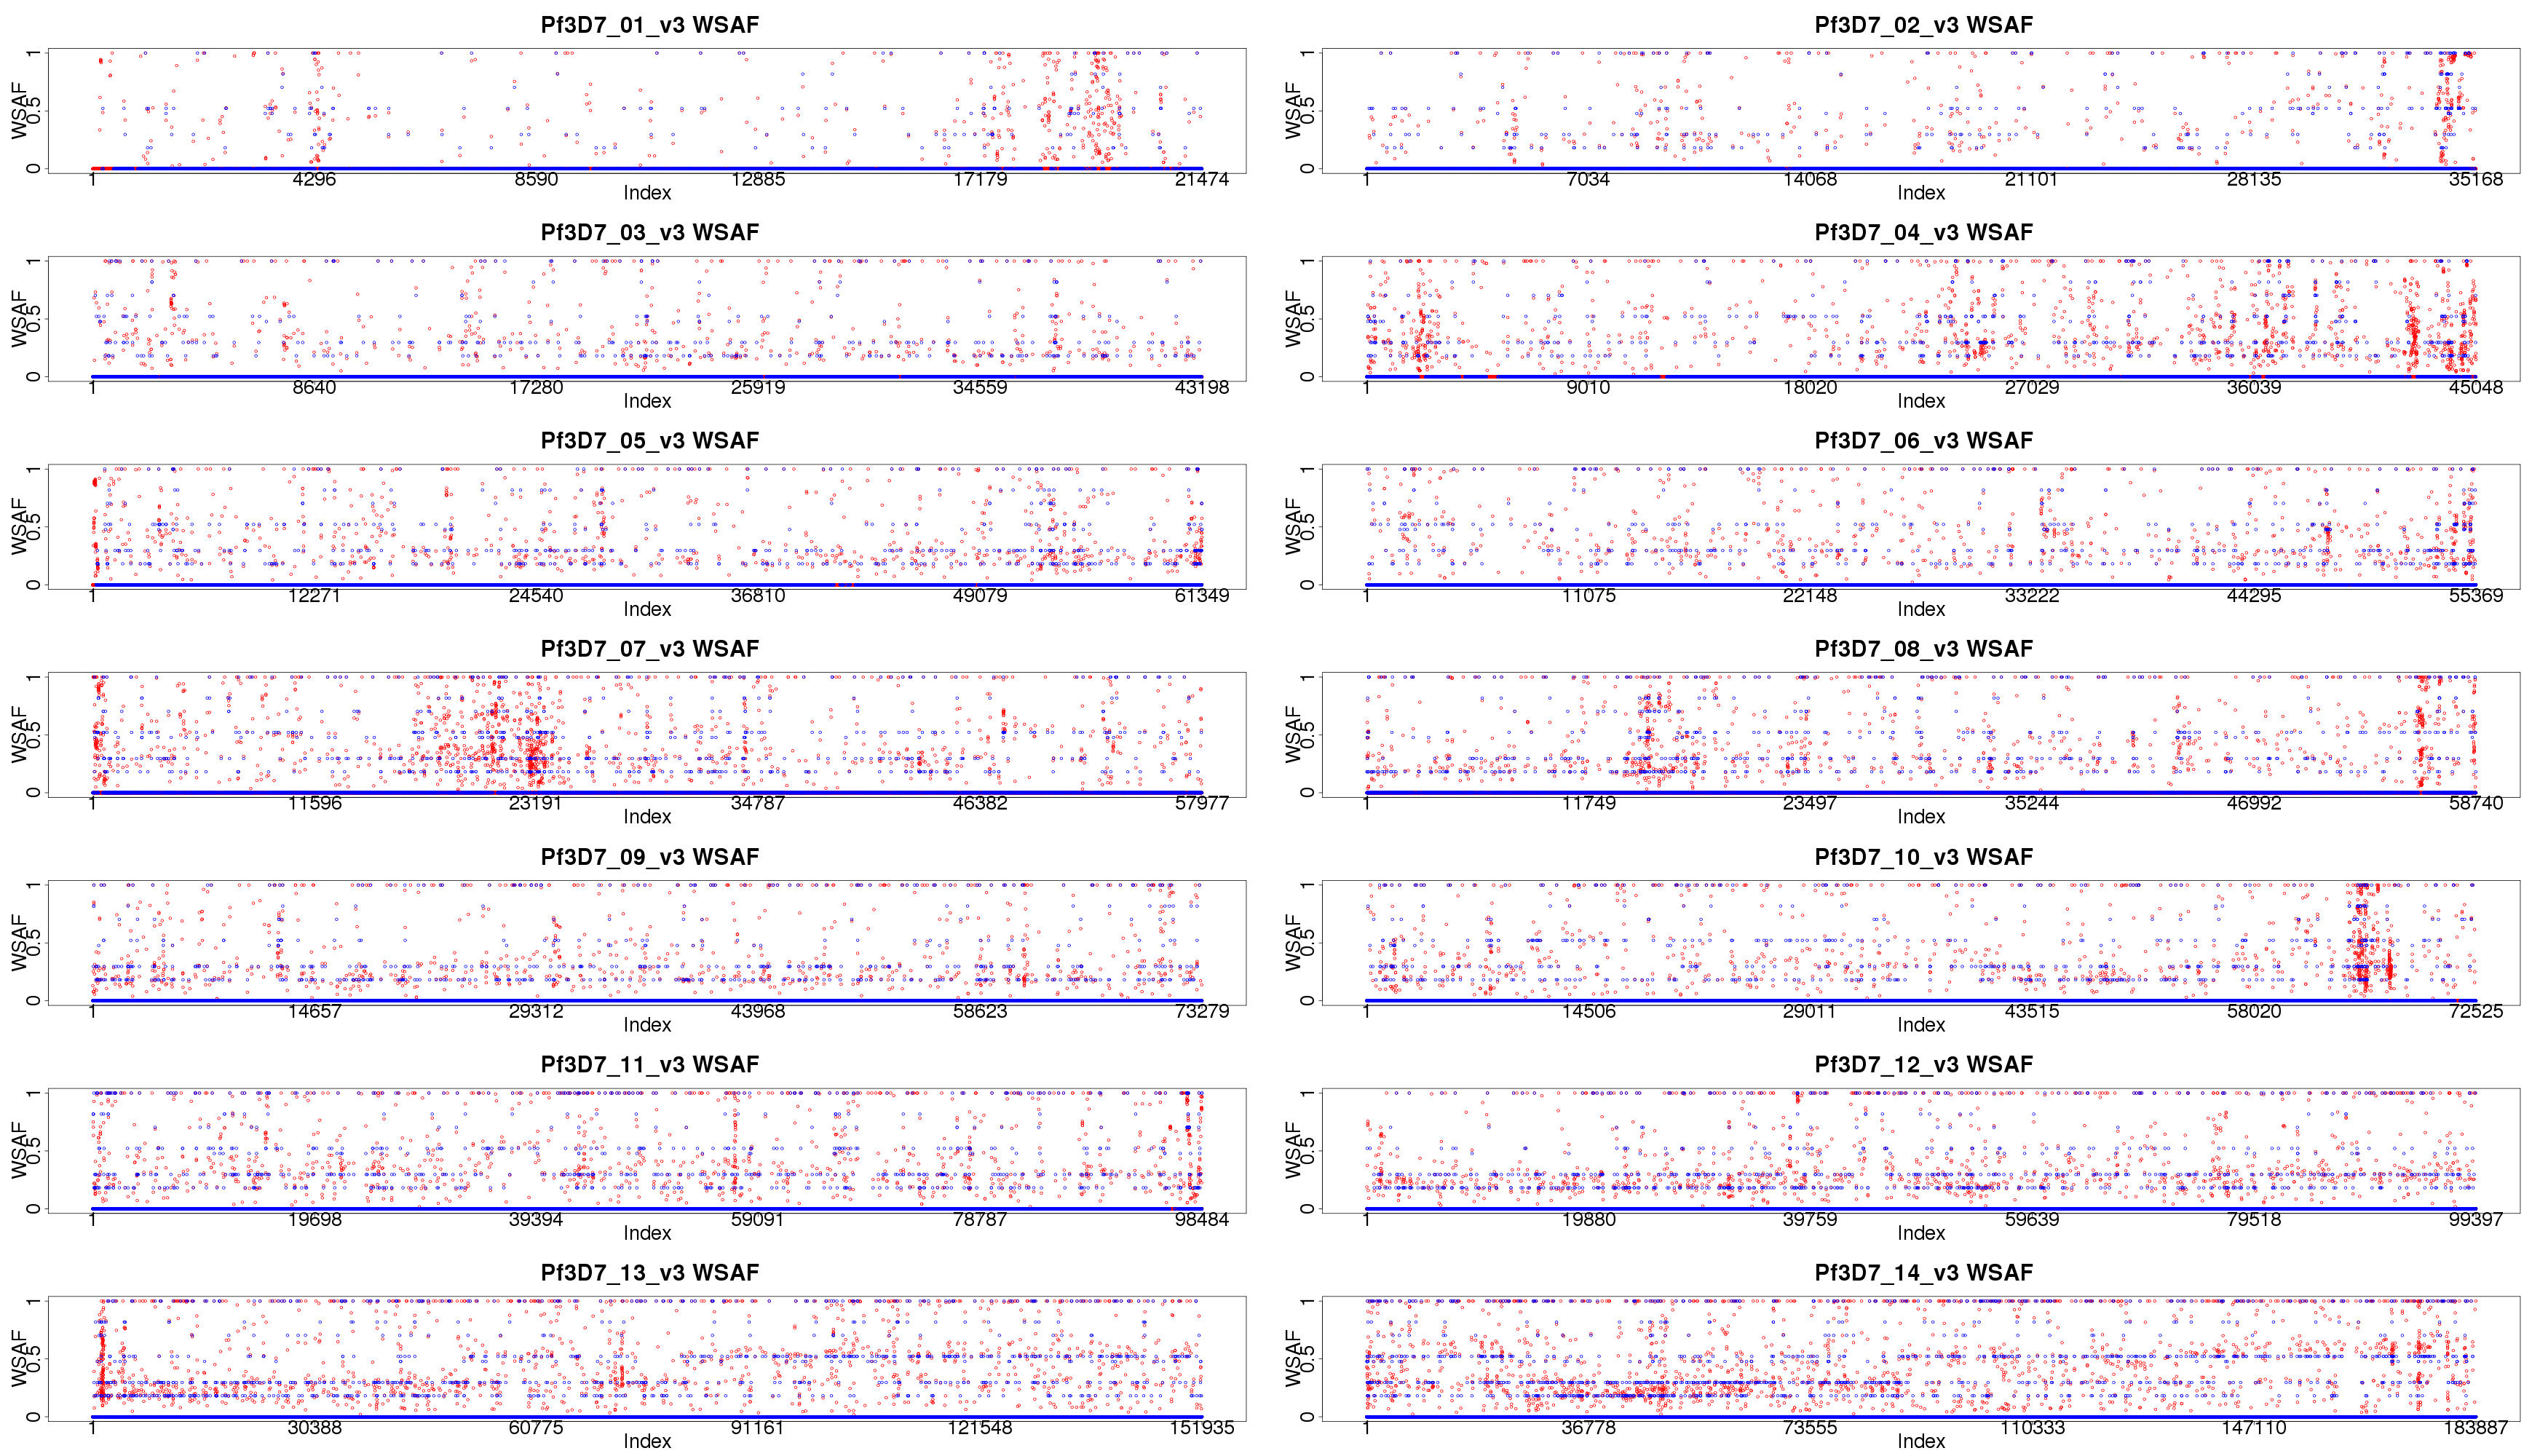 Pf3D7_01_v3 WSAF
WSAF
0 0.5 1
1 4296 8590 12885 17179 21474
Index
Pf3D7_02_v3 WSAF
WSAF
0 0.5 1
1 7034 14068 21101 28135 35168
Index
Pf3D7_03_v3 WSAF
WSAF
0 0.5 1
1 8640 17280 25919 34559 43198
Index
Pf3D7_04_v3 WSAF
WSAF
0 0.5 1
1 9010 18020 27029 36039 45048
Index
Pf3D7_05_v3 WSAF
WSAF
0 0.5 1
1 12271 24540 36810 49079 61349
Index
Pf3D7_06_v3 WSAF
WSAF
0 0.5 1
1 11075 22148 33222 44295 55369
Index
Pf3D7_07_v3 WSAF
WSAF
0 0.5 1
1 11596 23191 34787 46382 57977
Index
Pf3D7_08_v3 WSAF
WSAF
0 0.5 1
1 11749 23497 35244 46992 58740
Index
Pf3D7_09_v3 WSAF
WSAF
0 0.5 1
1 14657 29312 43968 58623 73279
Index
Pf3D7_10_v3 WSAF
WSAF
0 0.5 1
1 14506 29011 43515 58020 72525
Index
Pf3D7_11_v3 WSAF
WSAF
0 0.5 1
1 19698 39394 59091 78787 98484
Index
Pf3D7_12_v3 WSAF
WSAF
0 0.5 1
1 19880 39759 59639 79518 99397
Index
Pf3D7_13_v3 WSAF
WSAF
0 0.5 1
1 30388 60775 91161 121548 151935
Index
Pf3D7_14_v3 WSAF
WSAF
0 0.5 1
1 36778 73555 110333 147110 183887
Index